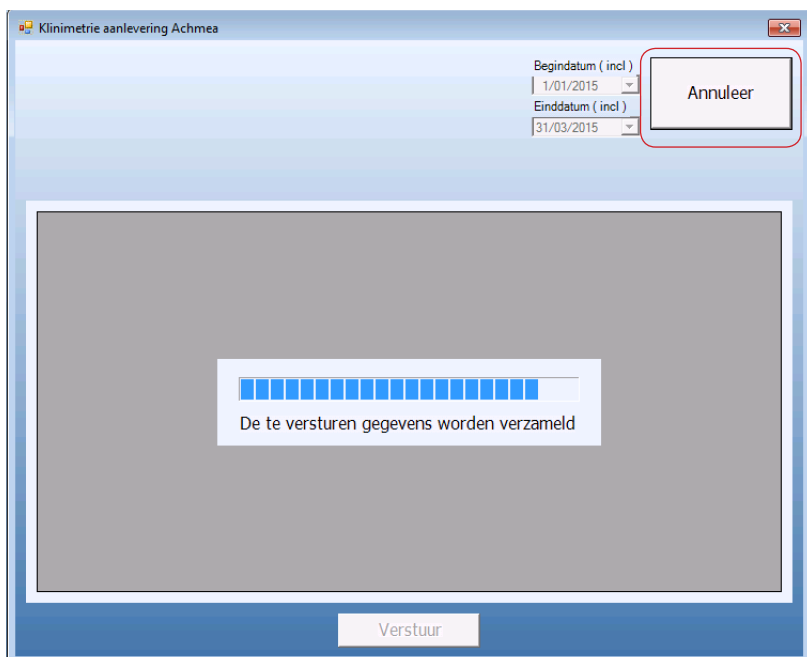 Klinimetrie aanlevering Achmea
Begindatum ( incl )
1/01/2015
Einddatum ( incl )
31/03/2015
Annuleer
De te versturen gegevens worden verzameld
Verstuur